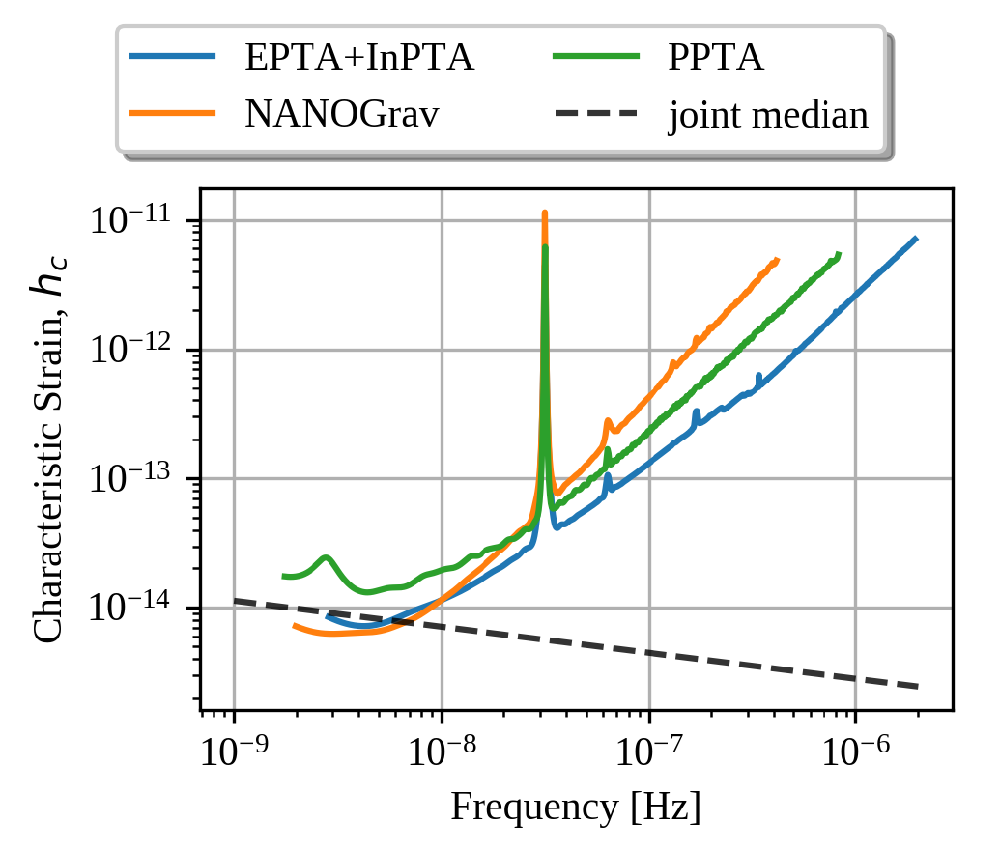 EPTA+InPTA PPTA
NANOGrav joint median
10⁻¹¹
10⁻¹²
10⁻¹³
10⁻¹⁴
Characteristic Strain, h_c
10⁻⁹ 10⁻⁸ 10⁻⁷ 10⁻⁶
Frequency [Hz]